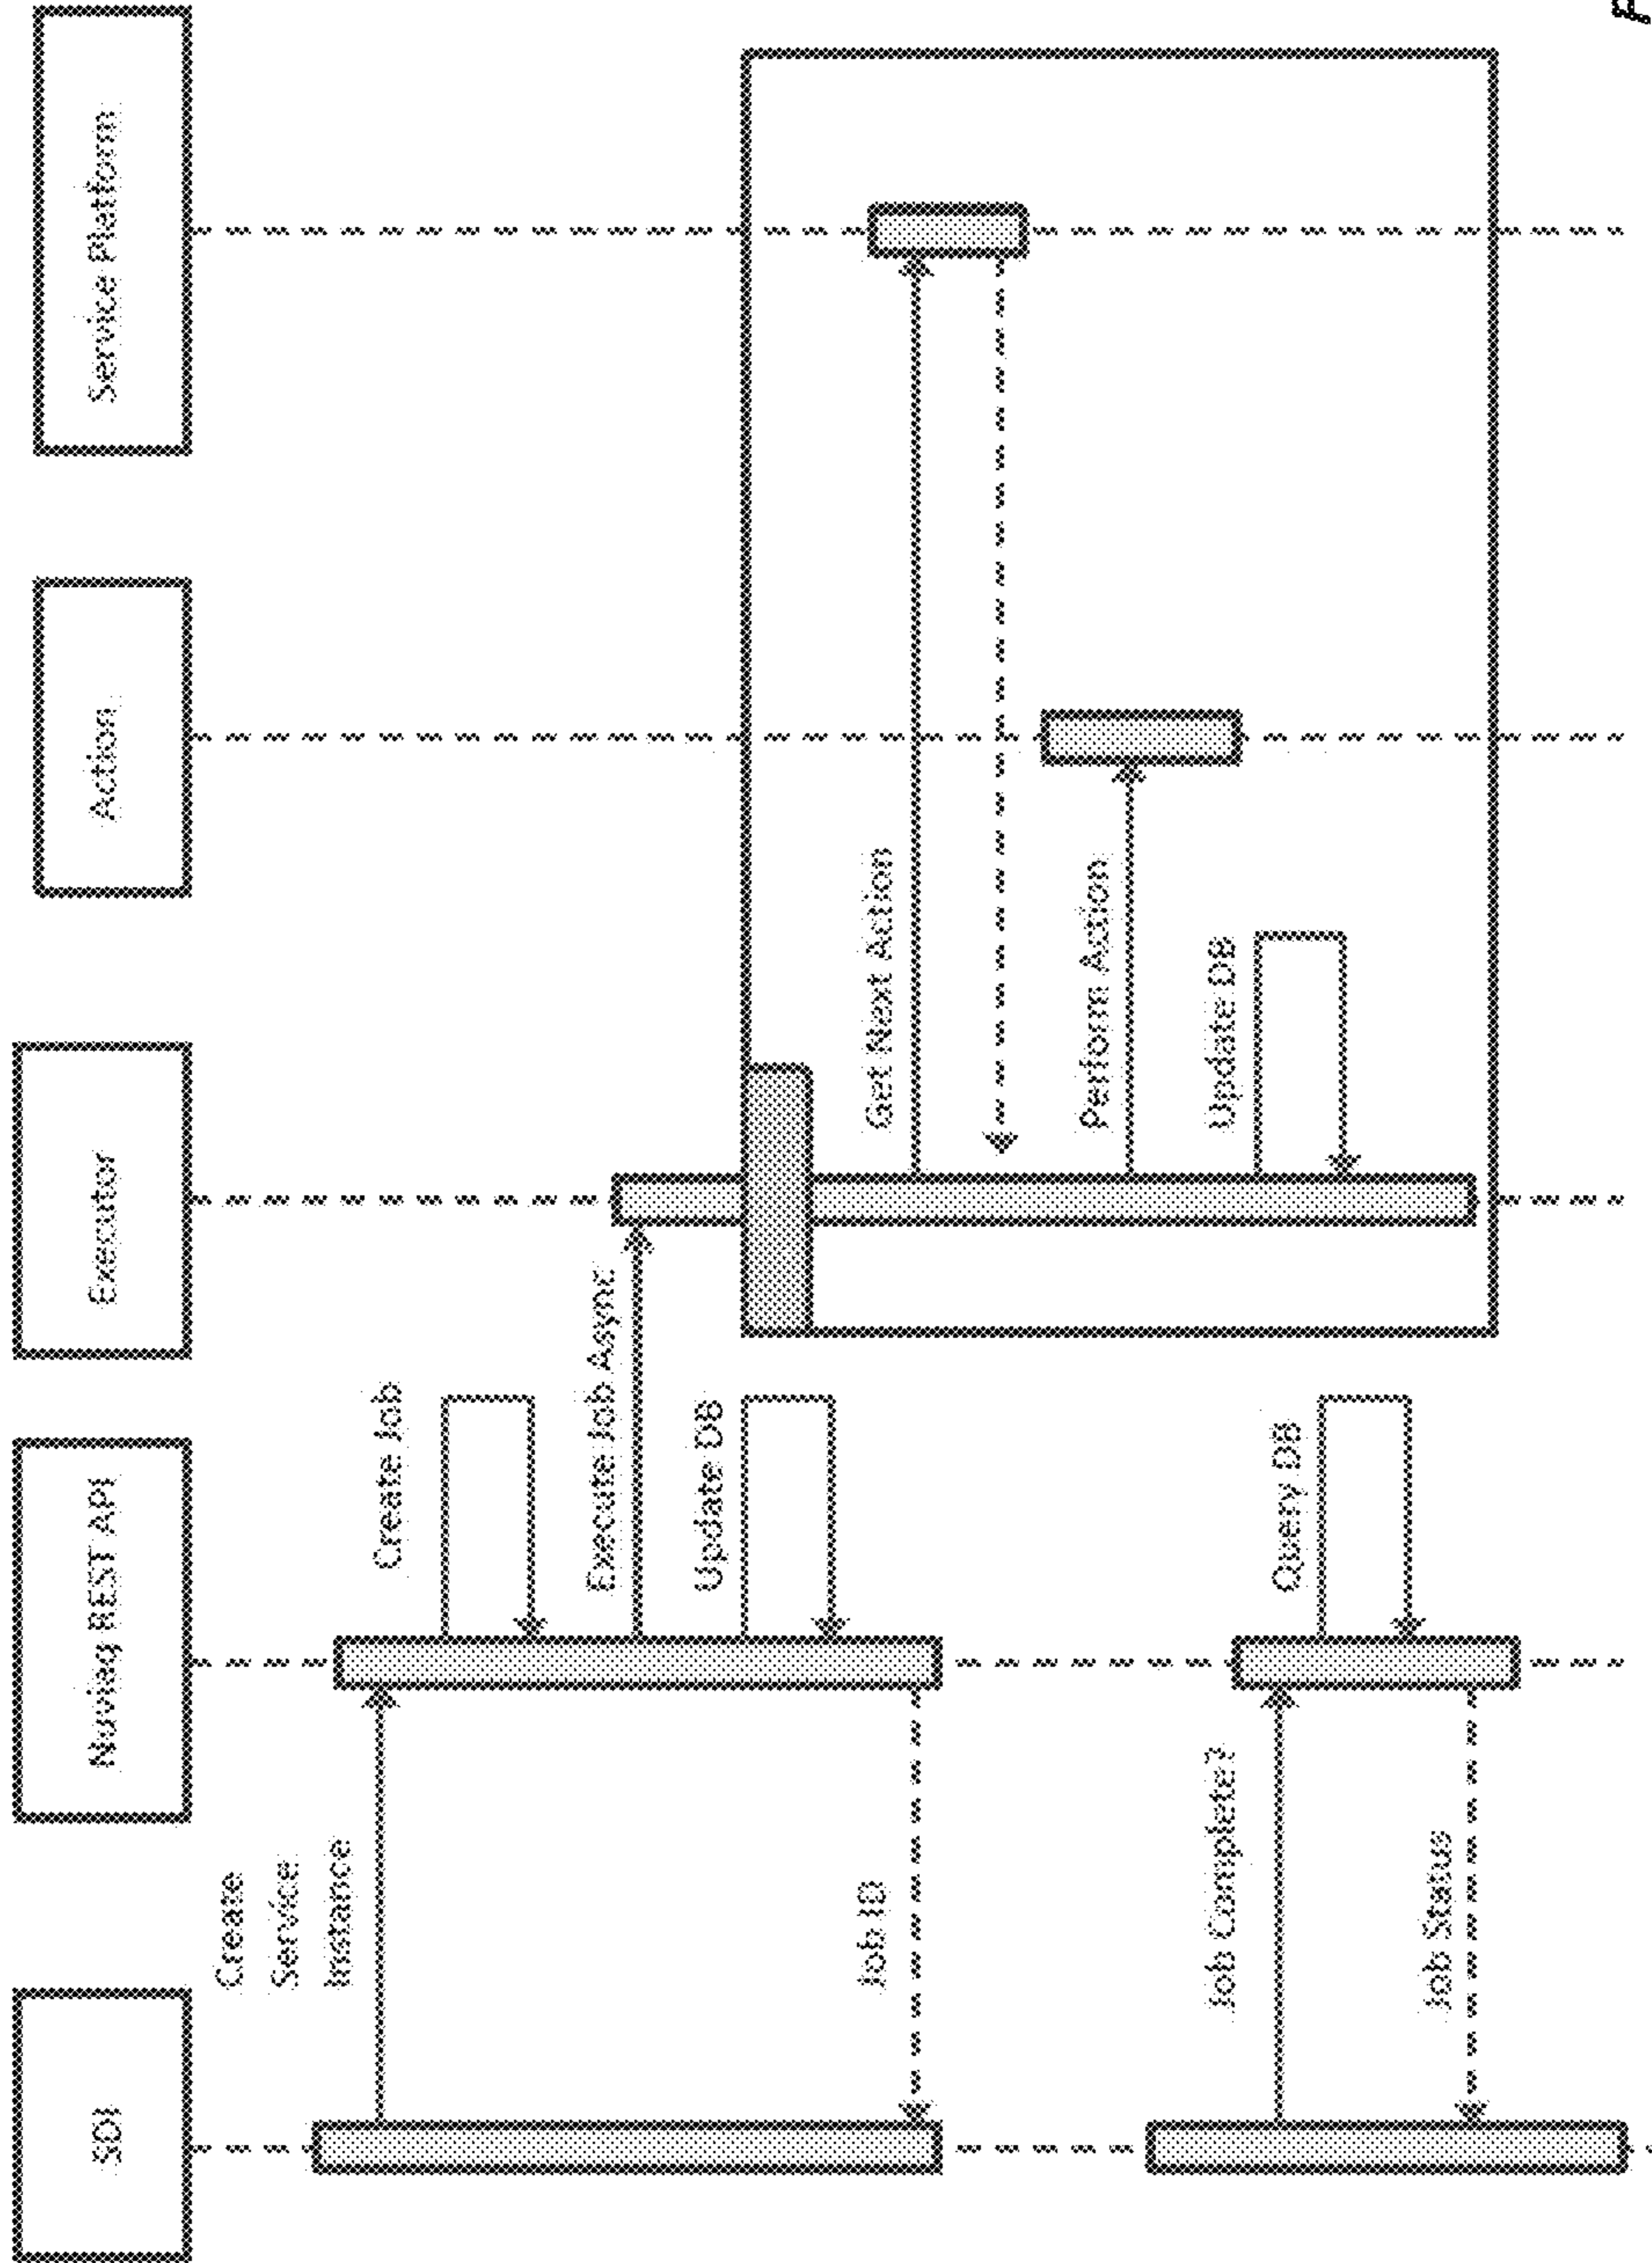 SDI
Nuviaq REST API
Executor
Action
Service Platform
Create
Service
Instance
Create Job
Execute Job Async
Update DB
Get Next Action
Job ID
Perform Action
Update DB
Job Complete?
Query DB
Job Status